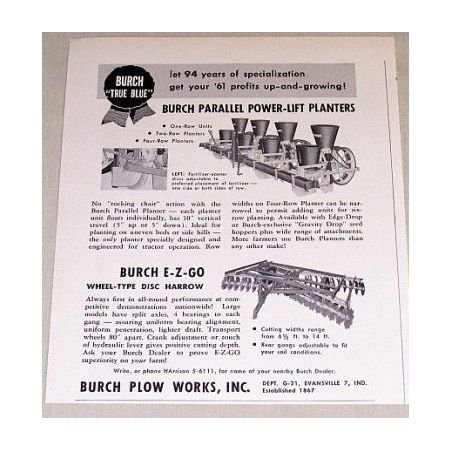 BURCH
"TRUE BLUE"
let 94 years of specialization
get your '61 profits up-and-growing!
BURCH PARALLEL POWER-LIFT PLANTERS
• One-Row Units
• Two-Row Planters
• Four-Row Planters
LEFT: Fertilizer-opener
discs adjustable to
preferred placement of fertilizer —
one side or both sides of row.
No "rocking chair" action with the
Burch Parallel Planter — each planter
unit floats individually, has 10" vertical
travel (5" up or 5" down). Ideal for
planting on uneven beds or side hills —
the only planter specially designed and
engineered for tractor operation. Row
widths on Four-Row Planter can be nar-
rowed to permit adding units for six-
row planting. Available with Edge-Drop
or Burch-exclusive "Gravity Drop" seed
hoppers plus wide range of attachments.
More farmers use Burch Planters than
any other make!
BURCH E-Z-GO
WHEEL-TYPE DISC HARROW
Always first in all-round performance at com-
petitive demonstrations nationwide! Large
models have split axles, 4 bearings to each
gang — assuring uniform bearing alignment,
uniform penetration, lighter draft. Transport
wheels 80" apart. Crank adjustment or touch
of hydraulic lever gives positive cutting depth.
Ask your Burch Dealer to prove E-Z-GO
superiority on your farm!
• Cutting widths range
from 6½ ft. to 14 ft.
• Rear gangs adjustable to fit
your soil conditions.
Write, or phone HArrison 5-6111, for name of your nearby Burch Dealer.
BURCH PLOW WORKS, INC.
DEPT. G-21, EVANSVILLE 7, IND.
Established 1867